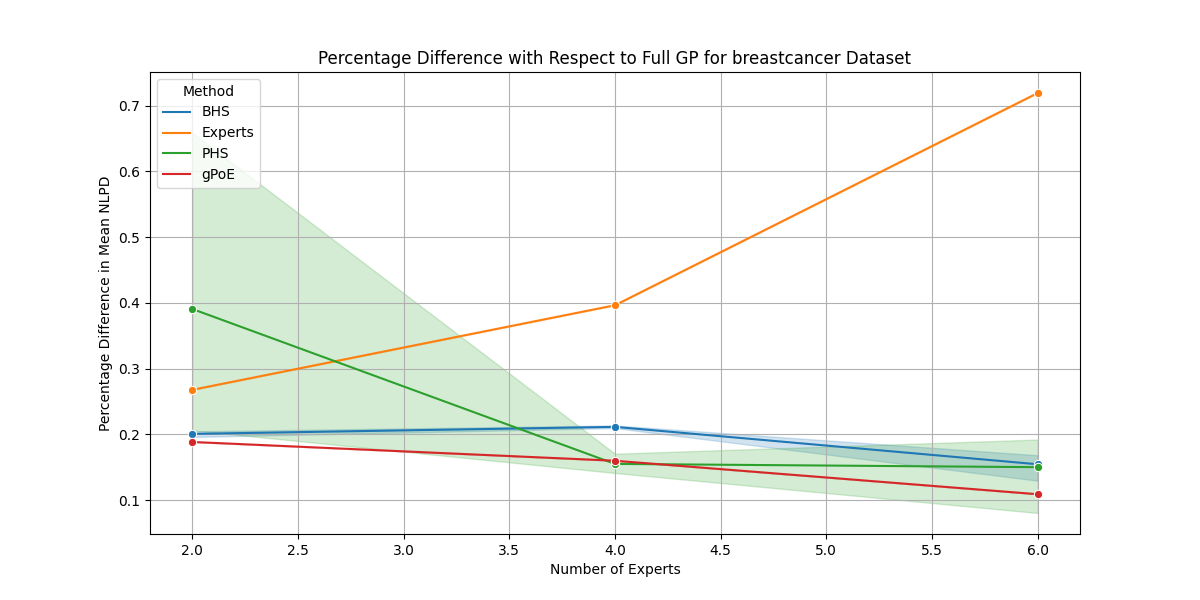 Percentage Difference with Respect to Full GP for breastcancer Dataset
Method
BHS
Experts
PHS
gPoE
Percentage Difference in Mean NLPD
0.7
0.6
0.5
0.4
0.3
0.2
0.1
2.0 2.5 3.0 3.5 4.0 4.5 5.0 5.5 6.0
Number of Experts